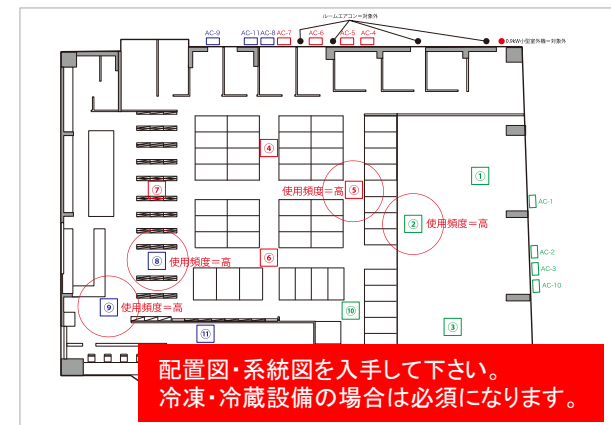 ルームエアコン=対象外
AC-9
AC-11
AC-8
AC-7
AC-6
AC-5
AC-4
0.9kW小型室外機=対象外
④
①
⑦
⑤
使用頻度=高
AC-1
②
使用頻度=高
⑥
⑧
使用頻度=高
AC-2
AC-3
AC-10
⑨
使用頻度=高
⑩
③
⑪
配置図・系統図を入手して下さい。
冷凍・冷蔵設備の場合は必須になります。